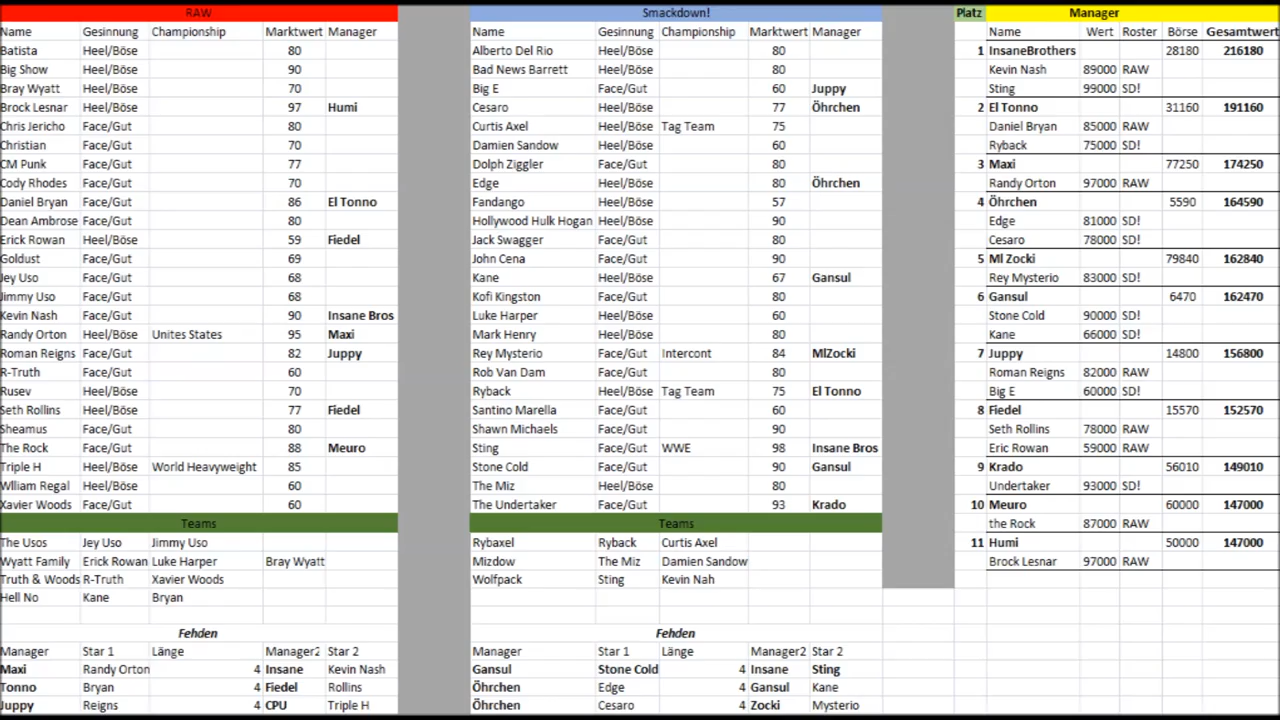 RAW
Name Gesinnung Championship Marktwert Manager
Batista Heel/Böse 80
Big Show Heel/Böse 90
Bray Wyatt Heel/Böse 70
Brock Lesnar Heel/Böse 97 Humi
Chris Jericho Face/Gut 80
Christian Face/Gut 70
CM Punk Face/Gut 77
Cody Rhodes Face/Gut 70
Daniel Bryan Face/Gut 86 El Tonno
Dean Ambrose Face/Gut 80
Erick Rowan Heel/Böse 59 Fiedel
Goldust Face/Gut 69
Jey Uso Face/Gut 68
Jimmy Uso Face/Gut 68
Kevin Nash Face/Gut 90 Insane Bros
Randy Orton Heel/Böse Unites States 95 Maxi
Roman Reigns Face/Gut 82 Juppy
R-Truth Face/Gut 60
Rusev Heel/Böse 70
Seth Rollins Heel/Böse 77 Fiedel
Sheamus Face/Gut 80
The Rock Face/Gut 88 Meuro
Triple H Heel/Böse World Heavyweight 85
Wlliam Regal Heel/Böse 60
Xavier Woods Face/Gut 60
Teams
The Usos Jey Uso Jimmy Uso
Wyatt Family Erick Rowan Luke Harper Bray Wyatt
Truth & Woods R-Truth Xavier Woods
Hell No Kane Bryan
Fehden
Manager Star 1 Länge Manager2 Star 2
Maxi Randy Orton 4 Insane Kevin Nash
Tonno Bryan 4 Fiedel Rollins
Juppy Reigns 4 CPU Triple H
Smackdown!
Name Gesinnung Championship Marktwert Manager
Alberto Del Rio Heel/Böse 80
Bad News Barrett Heel/Böse 80
Big E Face/Gut 60 Juppy
Cesaro Heel/Böse 77 Öhrchen
Curtis Axel Heel/Böse Tag Team 75
Damien Sandow Heel/Böse 60
Dolph Ziggler Face/Gut 80
Edge Heel/Böse 80 Öhrchen
Fandango Heel/Böse 57
Hollywood Hulk Hogan Heel/Böse 90
Jack Swagger Face/Gut 80
John Cena Face/Gut 90
Kane Heel/Böse 67 Gansul
Kofi Kingston Face/Gut 80
Luke Harper Heel/Böse 60
Mark Henry Heel/Böse 80
Rey Mysterio Face/Gut Intercont 84 MlZocki
Rob Van Dam Face/Gut 80
Ryback Heel/Böse Tag Team 75 El Tonno
Santino Marella Face/Gut 60
Shawn Michaels Face/Gut 90
Sting Face/Gut WWE 98 Insane Bros
Stone Cold Face/Gut 90 Gansul
The Miz Heel/Böse 80
The Undertaker Face/Gut 93 Krado
Teams
Rybaxel Ryback Curtis Axel
Mizdow The Miz Damien Sandow
Wolfpack Sting Kevin Nah
Fehden
Manager Star 1 Länge Manager2 Star 2
Gansul Stone Cold 4 Insane Sting
Öhrchen Edge 4 Gansul Kane
Öhrchen Cesaro 4 Zocki Mysterio
Platz Manager
Name Wert Roster Börse Gesamtwert
1 InsaneBrothers 28180 216180
Kevin Nash 89000 RAW
Sting 99000 SD!
2 El Tonno 31160 191160
Daniel Bryan 85000 RAW
Ryback 75000 SD!
3 Maxi 77250 174250
Randy Orton 97000 RAW
4 Öhrchen 5590 164590
Edge 81000 SD!
Cesaro 78000 SD!
5 Ml Zocki 79840 162840
Rey Mysterio 83000 SD!
6 Gansul 6470 162470
Stone Cold 90000 SD!
Kane 66000 SD!
7 Juppy 14800 156800
Roman Reigns 82000 RAW
Big E 60000 SD!
8 Fiedel 15570 152570
Seth Rollins 78000 RAW
Eric Rowan 59000 RAW
9 Krado 56010 149010
Undertaker 93000 SD!
10 Meuro 60000 147000
the Rock 87000 RAW
11 Humi 50000 147000
Brock Lesnar 97000 RAW